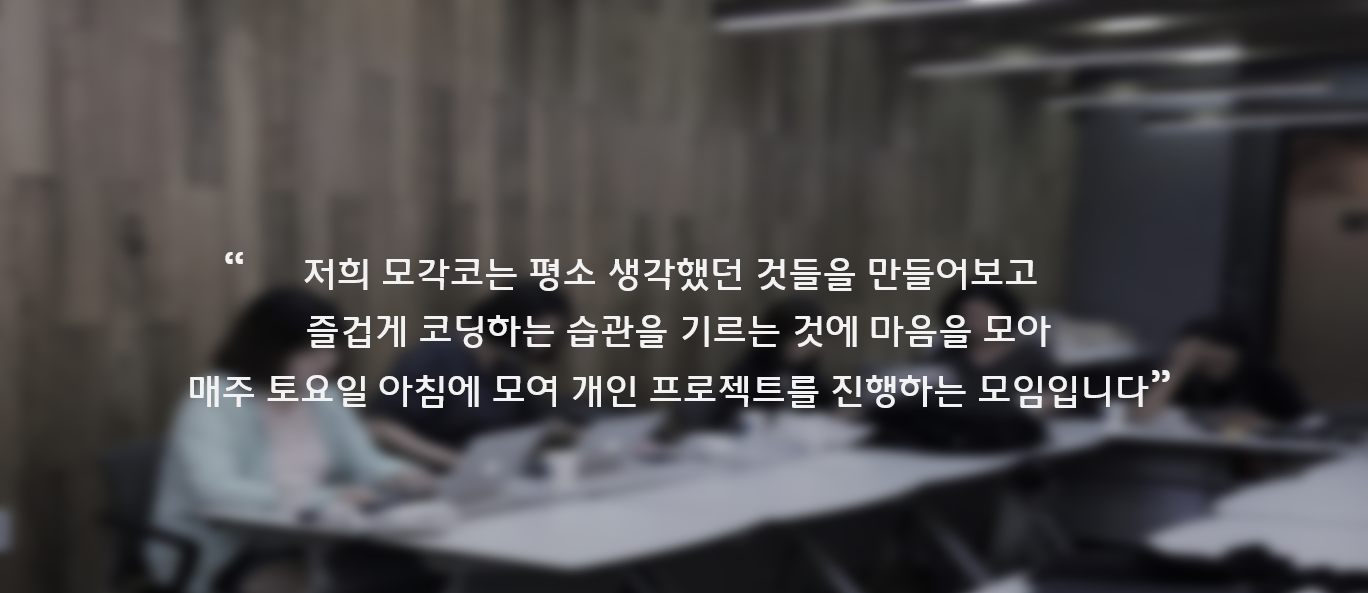 “ 저희 모각코는 평소 생각했던 것들을 만들어보고
즐겁게 코딩하는 습관을 기르는 것에 마음을 모아
매주 토요일 아침에 모여 개인 프로젝트를 진행하는 모임입니다”